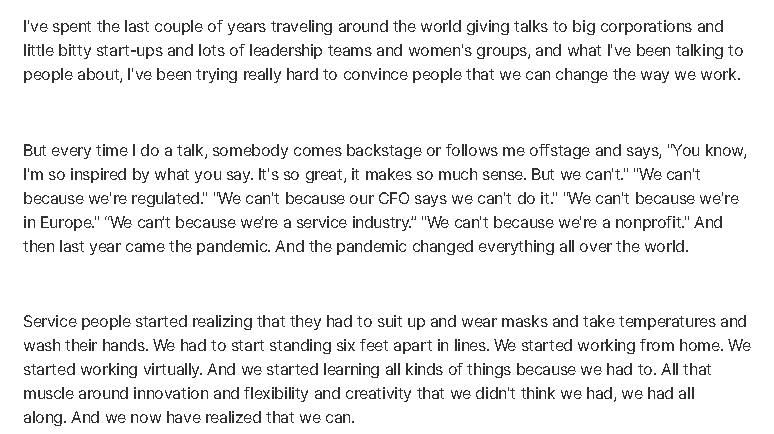 I've spent the last couple of years traveling around the world giving talks to big corporations and
little bitty start-ups and lots of leadership teams and women's groups, and what I've been talking to
people about, I've been trying really hard to convince people that we can change the way we work.
But every time I do a talk, somebody comes backstage or follows me offstage and says, "You know,
I'm so inspired by what you say. It's so great, it makes so much sense. But we can't." "We can't
because we're regulated." "We can't because our CFO says we can't do it." "We can't because we're
in Europe." “We can’t because we’re a service industry.” "We can't because we're a nonprofit." And
then last year came the pandemic. And the pandemic changed everything all over the world.
Service people started realizing that they had to suit up and wear masks and take temperatures and
wash their hands. We had to start standing six feet apart in lines. We started working from home. We
started working virtually. And we started learning all kinds of things because we had to. All that
muscle around innovation and flexibility and creativity that we didn't think we had, we had all
along. And we now have realized that we can.